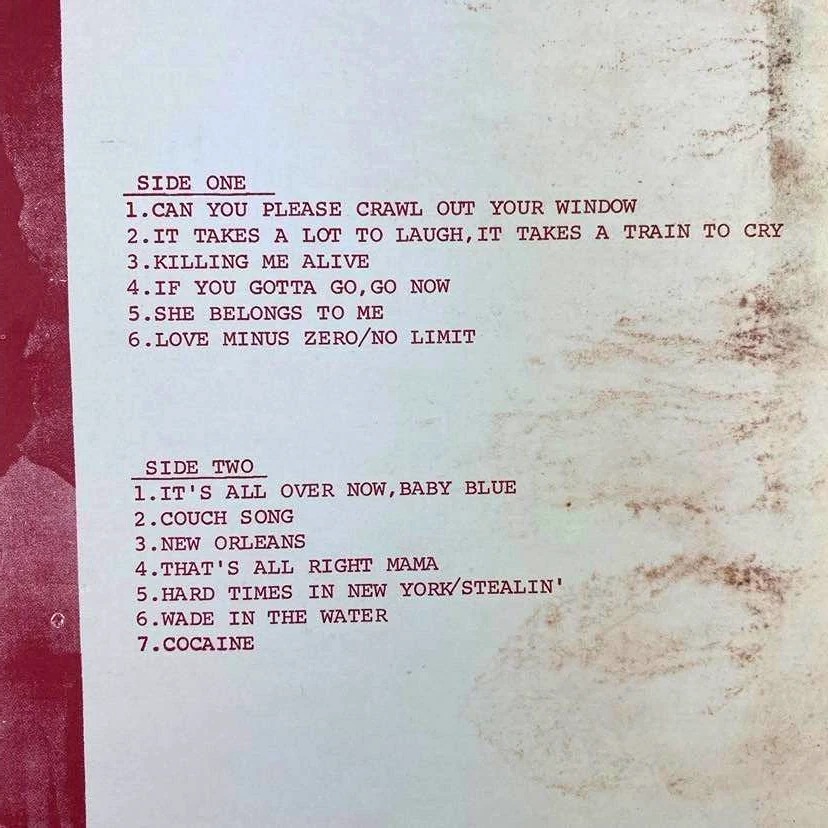 SIDE ONE
1.CAN YOU PLEASE CRAWL OUT YOUR WINDOW
2.IT TAKES A LOT TO LAUGH,IT TAKES A TRAIN TO CRY
3.KILLING ME ALIVE
4.IF YOU GOTTA GO,GO NOW
5.SHE BELONGS TO ME
6.LOVE MINUS ZERO/NO LIMIT
SIDE TWO
1.IT'S ALL OVER NOW,BABY BLUE
2.COUCH SONG
3.NEW ORLEANS
4.THAT'S ALL RIGHT MAMA
5.HARD TIMES IN NEW YORK/STEALIN'
6.WADE IN THE WATER
7.COCAINE